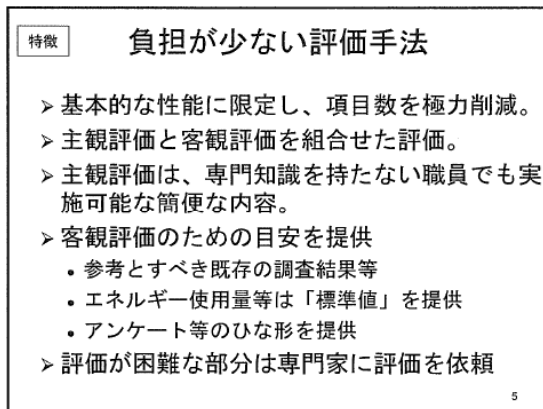 特徴
負担が少ない評価手法
➢ 基本的な性能に限定し、項目数を極力削減。
➢ 主観評価と客観評価を組合せた評価。
➢ 主観評価は、専門知識を持たない職員でも実
施可能な簡便な内容。
➢ 客観評価のための目安を提供
• 参考とすべき既存の調査結果等
• エネルギー使用量等は「標準値」を提供
• アンケート等のひな形を提供
➢ 評価が困難な部分は専門家に評価を依頼
5